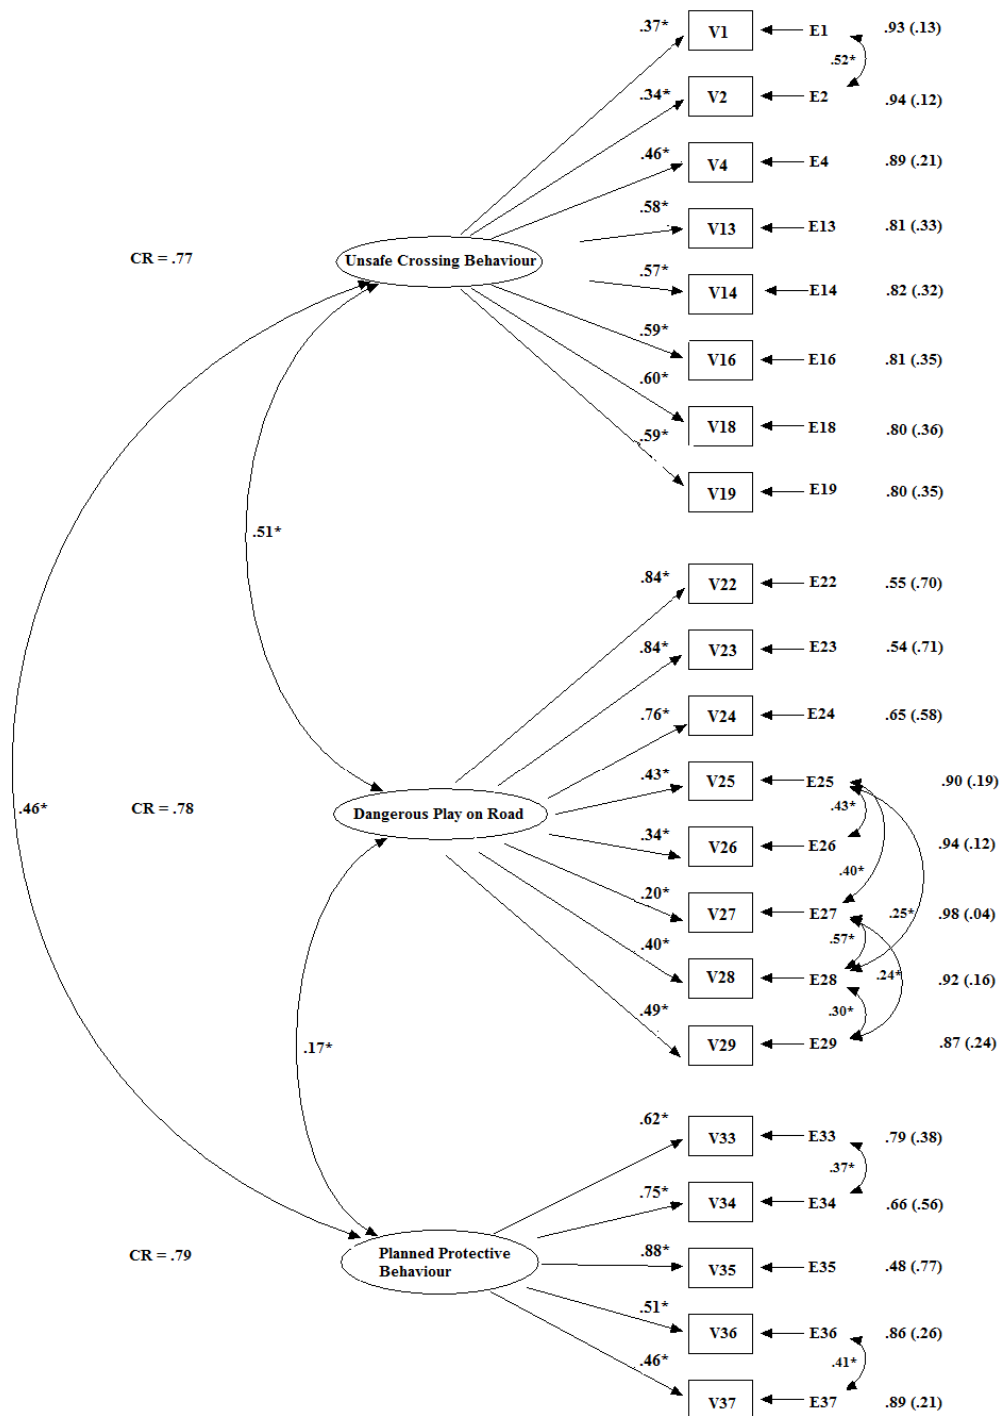 .37* V1 E1 .93 (.13)
.52*
.34* V2 E2 .94 (.12)
.46* V4 E4 .89 (.21)
.58* V13 E13 .81 (.33)
CR = .77 Unsafe Crossing Behaviour
.57* V14 E14 .82 (.32)
.59* V16 E16 .81 (.35)
.60* V18 E18 .80 (.36)
.59* V19 E19 .80 (.35)
.51*
.84* V22 E22 .55 (.70)
.84* V23 E23 .54 (.71)
.76* V24 E24 .65 (.58)
.43* V25 E25 .90 (.19)
.43*
.46* CR = .78 Dangerous Play on Road
.34* V26 E26 .94 (.12)
.40*
.20* V27 E27 .25* .98 (.04)
.57*
.40* V28 E28 .24* .92 (.16)
.30*
.49* V29 E29 .87 (.24)
.17*
.62* V33 E33 .79 (.38)
.37*
.75* V34 E34 .66 (.56)
CR = .79 Planned Protective
Behaviour
.88* V35 E35 .48 (.77)
.51* V36 E36 .86 (.26)
.41*
.46* V37 E37 .89 (.21)